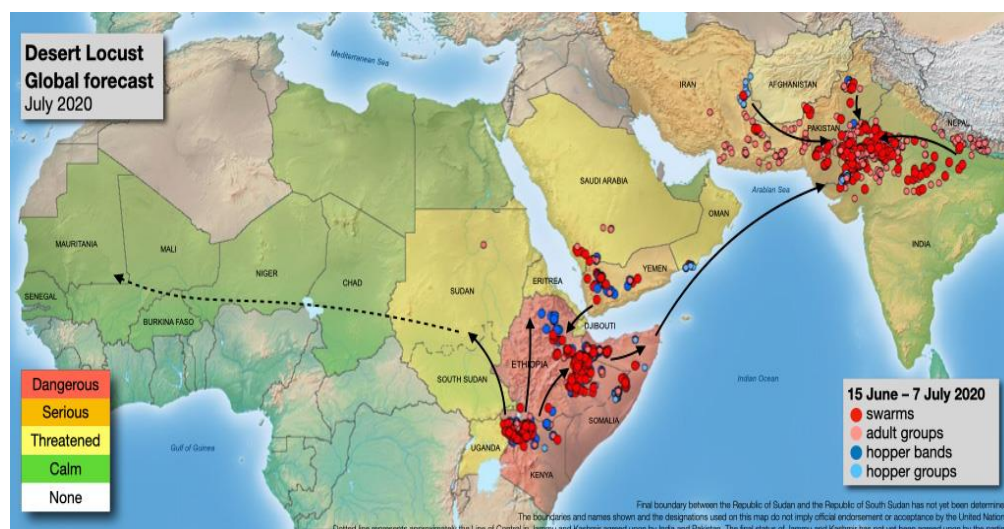 Desert Locust
Global forecast
July 2020
Mediterranean Sea
IRAN
AFGHANISTAN
PAKISTAN
NEPAL
SAUDI ARABIA
Arabian Sea
OMAN
MAURITANIA
MALI
NIGER
CHAD
SUDAN
ERITREA
YEMEN
INDIA
SENEGAL
BURKINA FASO
DJIBOUTI
ETHIOPIA
SOUTH SUDAN
SOMALIA
Indian Ocean
UGANDA
KENYA
Gulf of Guinea
Dangerous
Serious
Threatened
Calm
None
15 June – 7 July 2020
swarms
adult groups
hopper bands
hopper groups
Final boundary between the Republic of Sudan and the Republic of South Sudan has not yet been determin
The boundaries and names shown and the designations used on this map do not imply official endorsement or acceptance by the United Nation